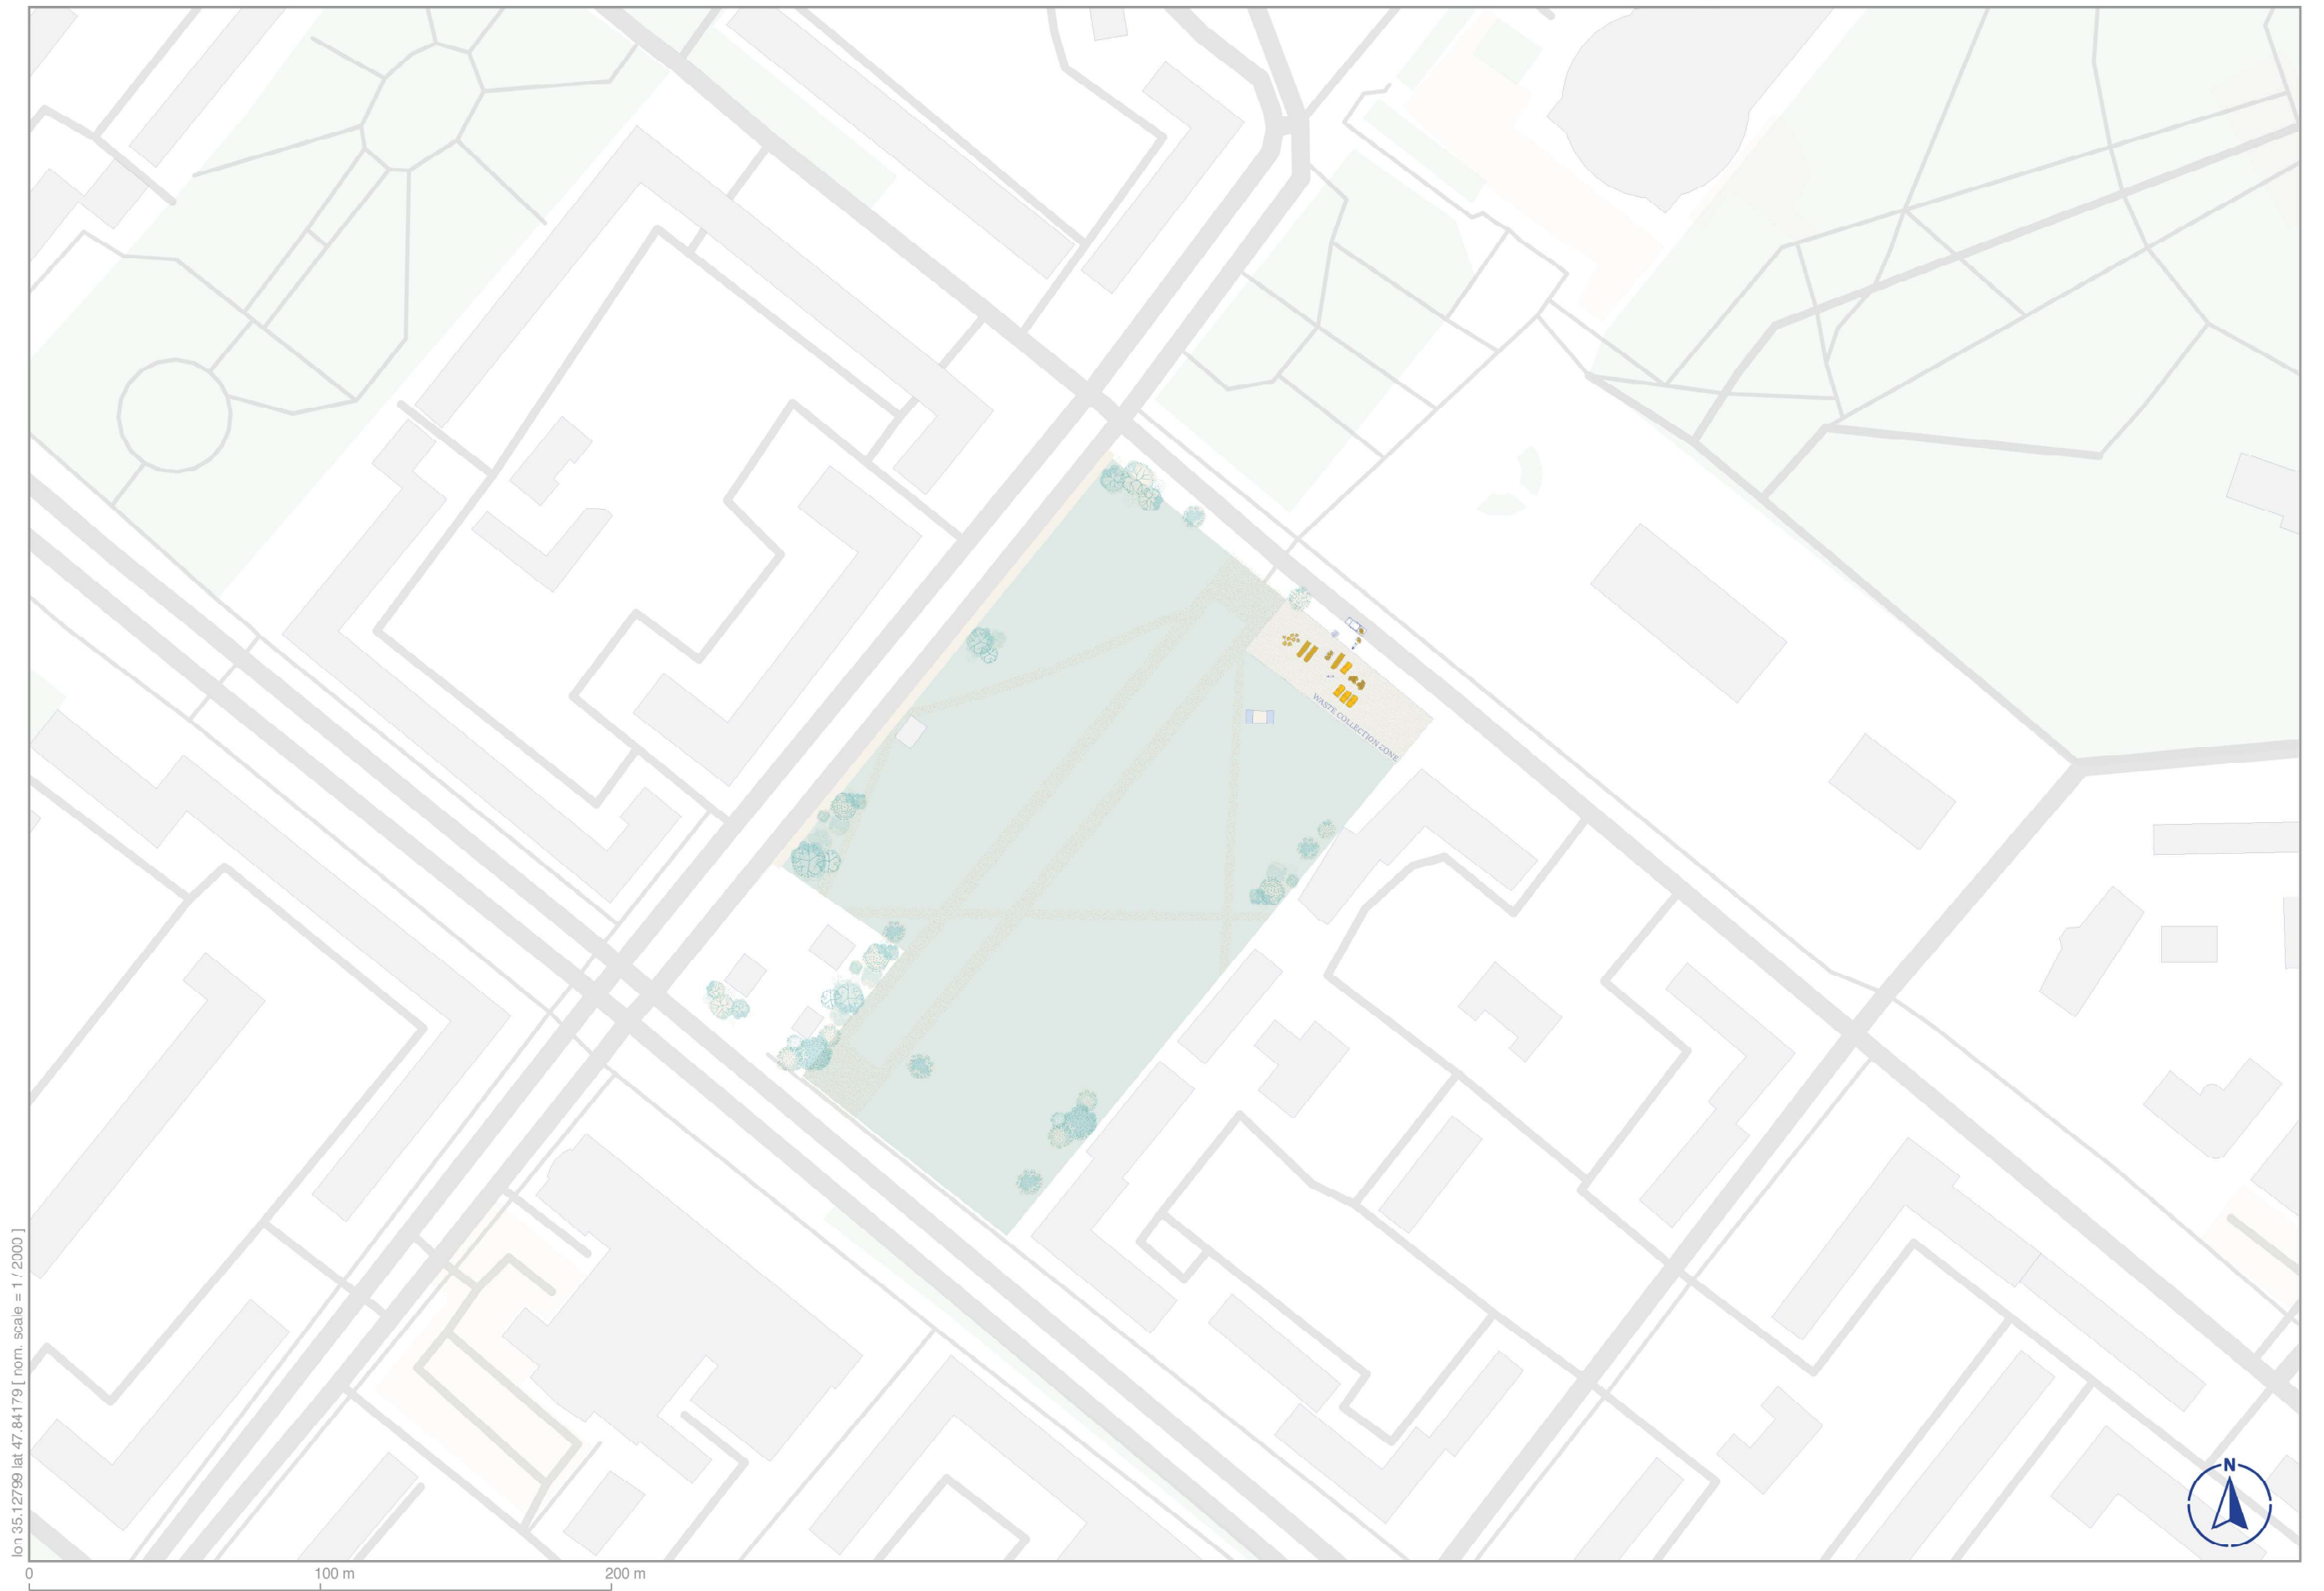 WASTE COLLECTION ZONE
N
lon 35.12799 lat 47.84179 [ nom. scale = 1 / 2000 ]
0 100 m 200 m